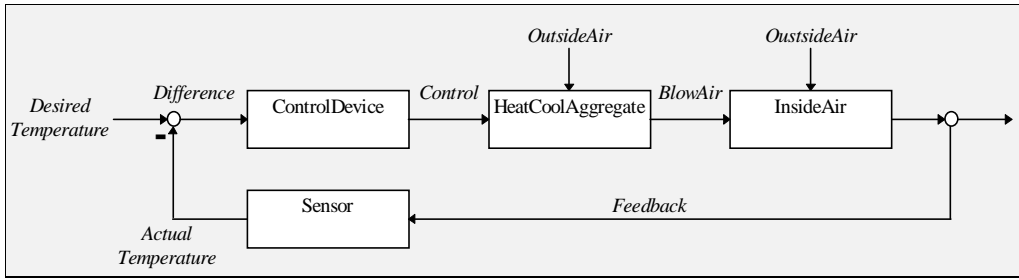 OutsideAir
OustsideAir
Desired
Temperature
Difference
ControlDevice
Control
HeatCoolAggregate
BlowAir
InsideAir
-
Sensor
Feedback
Actual
Temperature